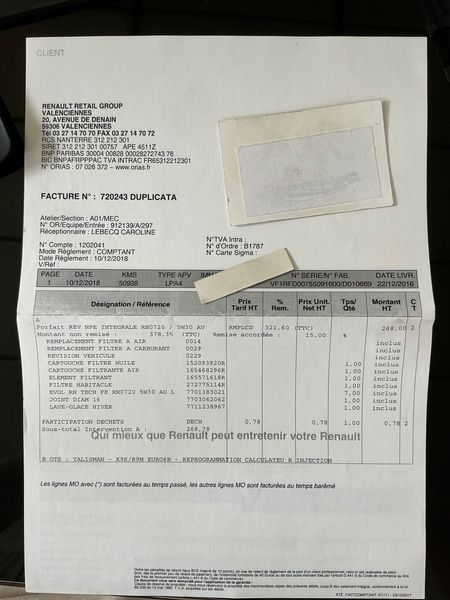 CLIENT
RENAULT RETAIL GROUP
VALENCIENNES
20, AVENUE DE DENAIN
59306 VALENCIENNES
Tél 03 27 14 70 70 FAX 03 27 14 70 72
RCS NANTERRE 312 212 301
SIRET 312 212 301 00757 APE 4511Z
BNP PARIBAS 30004 00828 00028272743 76
BIC BNPAFRPPPAC TVA INTRAC FR65312212301
N° ORIAS : 07 026 372 – www.orias.fr
FACTURE N° : 720243 DUPLICATA
Atelier/Section : A01/MEC
N° OR/Equipe/Entrée : 912139/A/297
Réceptionnaire : LEBECQ CAROLINE
N°TVA Intra :
N° Compte : 1202041
N° d'Ordre : B1787
Mode Règlement : COMPTANT
N° Carte Sigma :
Date Règlement : 10/12/2018
V/Réf :
PAGE DATE KMS TYPE APV IMM N° SERIE/N° FAB. DATE LIVR.
1 10/12/2018 50938 LPA4 VF1RFD00755091600/D010669 22/12/2016
Désignation / Référence Prix Tarif HT % Rem. Prix Unit. Net HT Tps/ Qté Montant HT C T
A
Forfait REV NPE INTEGRALE RN0720 / 5W30 AV RMPLCD 321,60 (TTC) 268,00 2
Montant non remisé : 378,35 (TTC) Remise accordée : 15,00 %
REMPLACEMENT FILTRE A AIR 0014 inclus
REMPLACEMENT FILTRE A CARBURANT 0029 inclus
REVISION VEHICULE 0029 inclus
CARTOUCHE FILTRE HUILE 152093920R 1,00 inclus
CARTOUCHE FILTRANTE AIR 165468296R 1,00 inclus
ELEMENT FILTRANT 165571618R 1,00 inclus
FILTRE HABITACLE 272775114R 1,00 inclus
EVOL RN TECH FE RN0720 5W30 AU L 7701383021 7,00 inclus
JOINT DIAM 16 7703062062 1,00 inclus
LAVE-GLACE HIVER 7711238967 1,00 inclus
PARTICIPATION DECHETS DECH 0,78 0,78 1,00 0,78 2
Sous-total Intervention A : 268,78
Qui mieux que Renault peut entretenir votre Renault
B OTS : TALISMAN - K9K/R9M EURO6B - REPROGRAMMATION CALCULATEUR R INJECTION
Les lignes MO avec (*) sont facturées au temps passé, les autres lignes MO sont facturées au temps barêmé